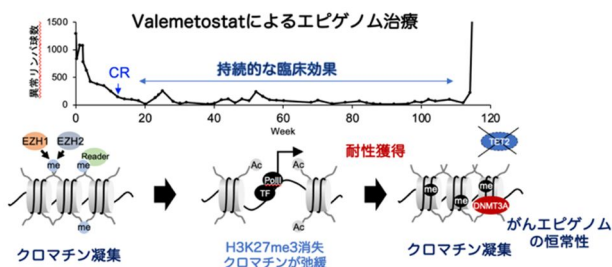 Valemetostatによるエピゲノム治療
異常リンパ球数
1500
1000
500
0
CR
持続的な臨床効果
0 20 40 60 80 100 120
Week
EZH1 EZH2 Reader
me me
me
クロマチン凝集
Ac Ac
PolII
TF
Ac
H3K27me3消失
クロマチンが弛緩
耐性獲得
TET2
me me me
DNMT3A
クロマチン凝集
がんエピゲノム
の恒常性